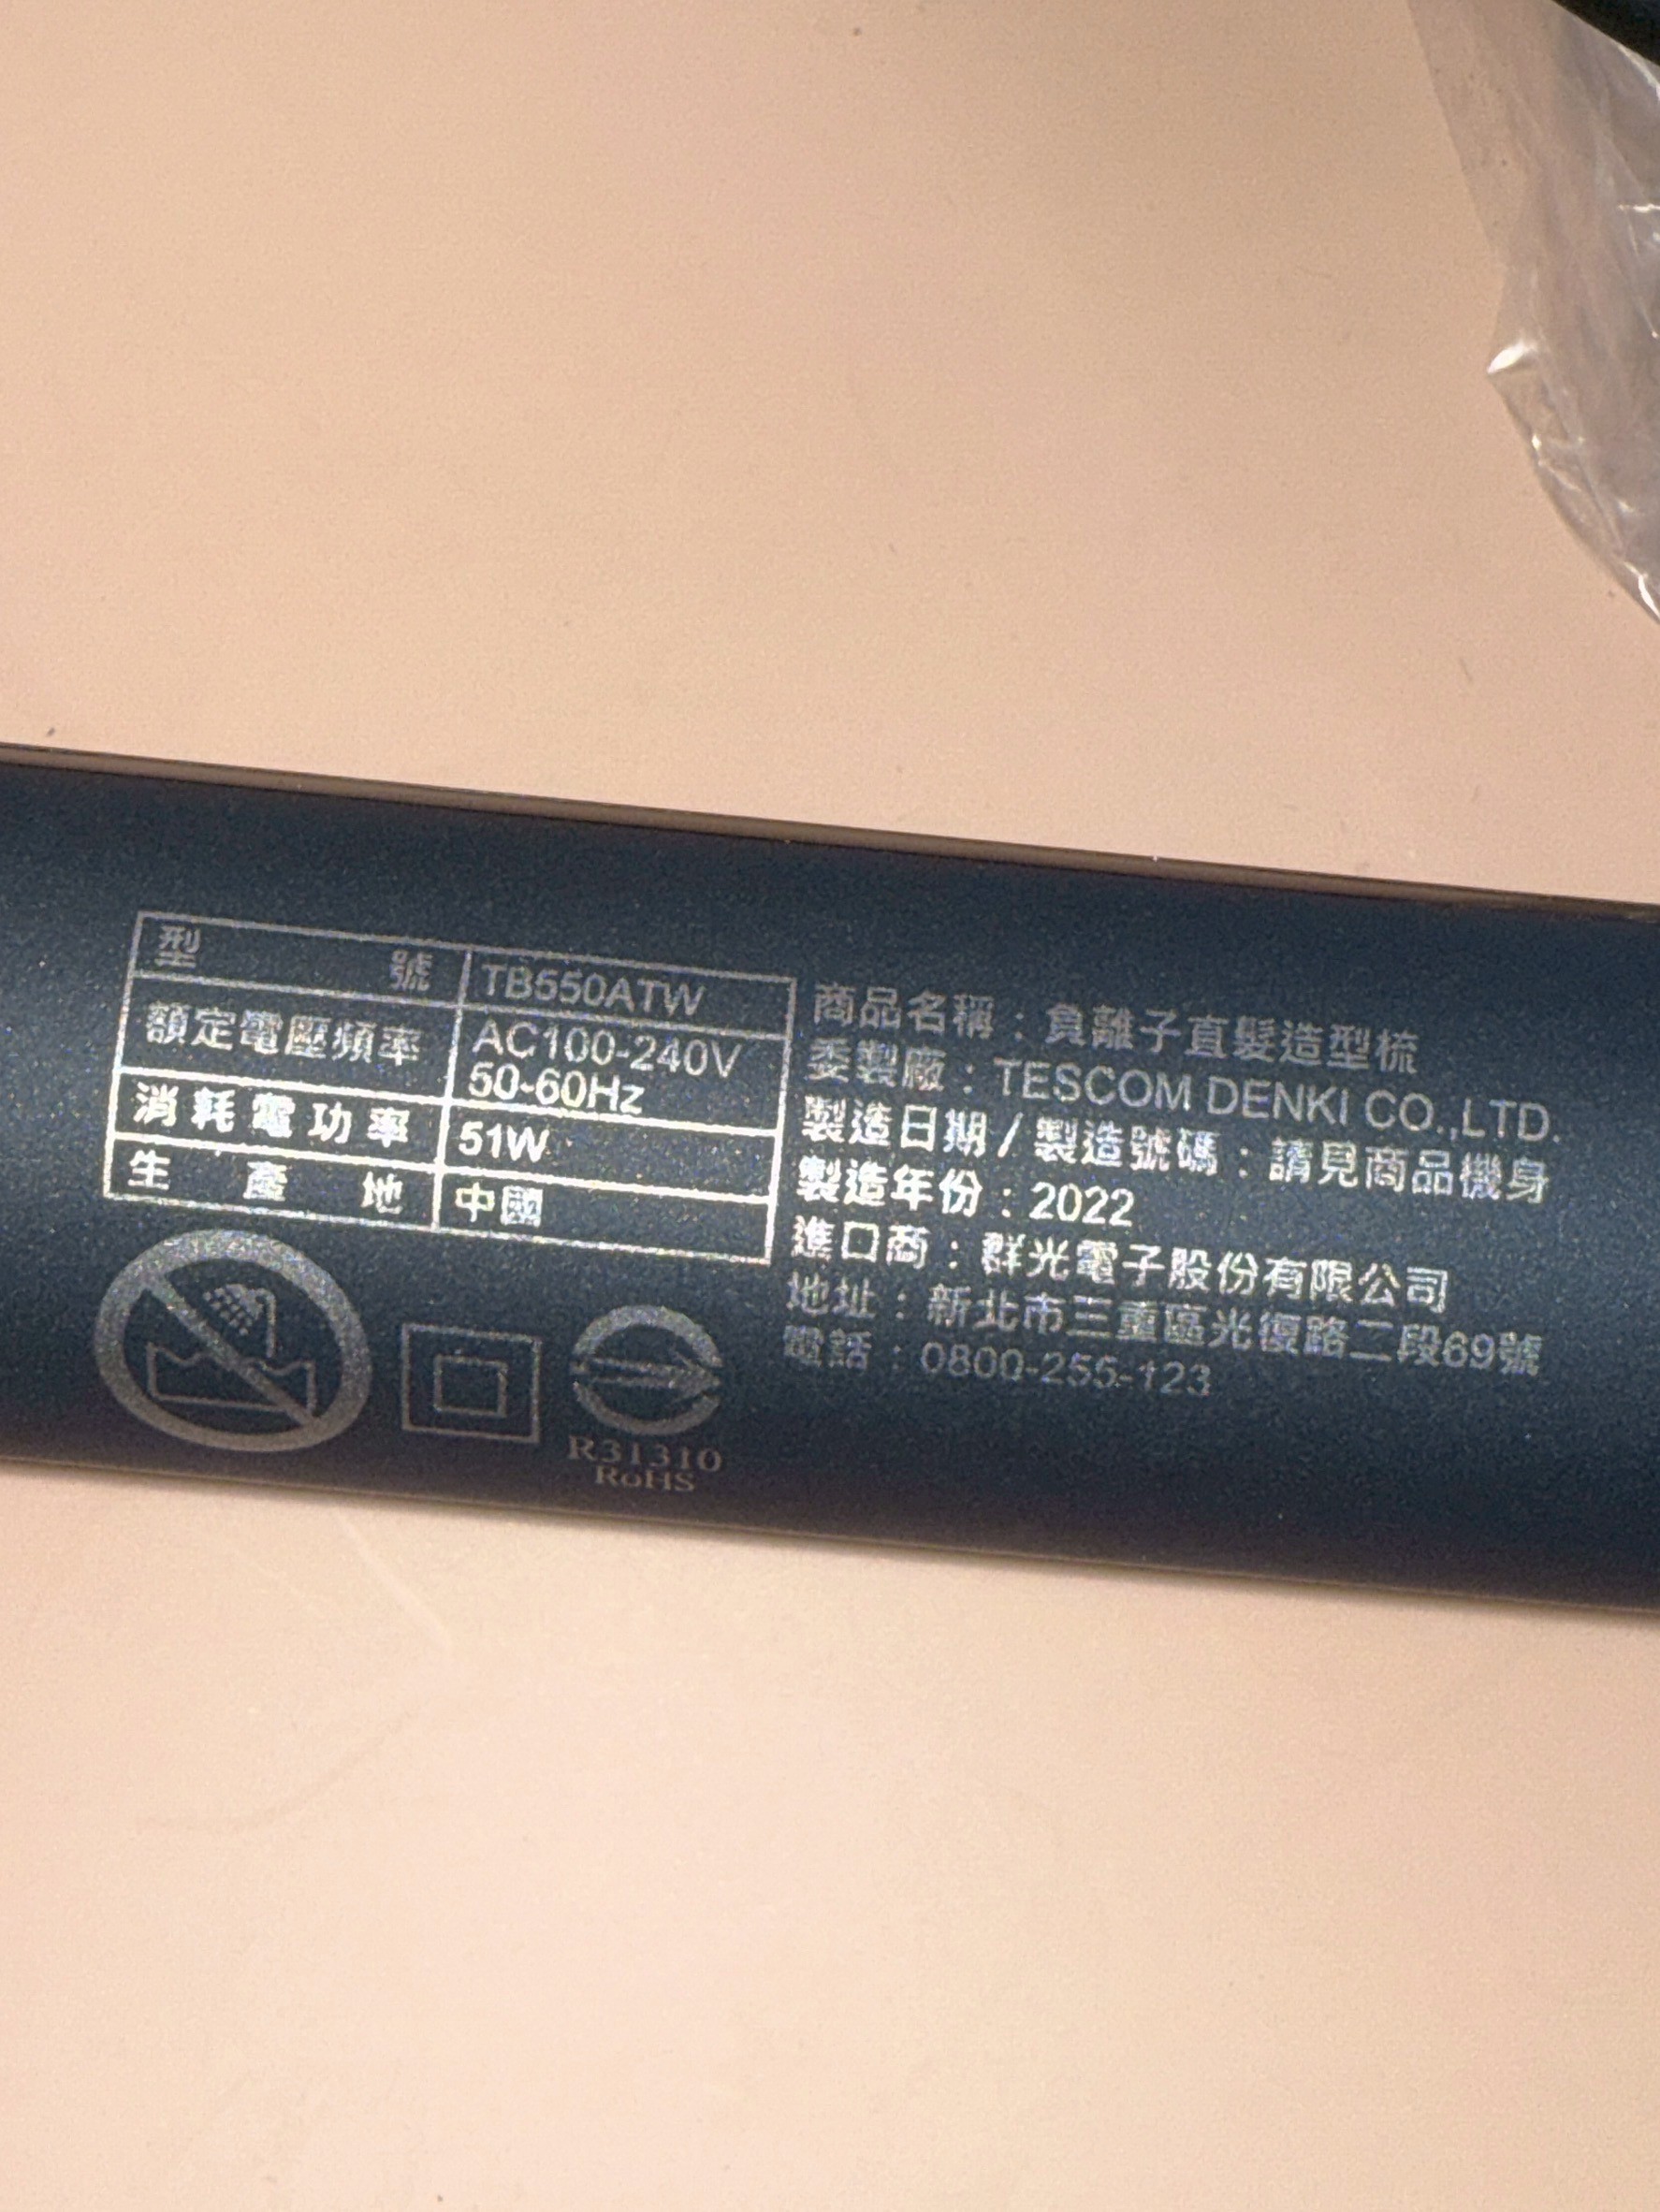 型號 TB550ATW
額定電壓頻率 AC100-240V
50-60Hz
消耗電功率 51W
生產地 中國
R31310
RoHS
商品名稱：負離子直髮造型梳
委製廠：TESCOM DENKI CO.,LTD.
製造日期/製造號碼：請見商品機身
製造年份：2022
進口商：群光電子股份有限公司
地址：新北市三重區光復路二段69號
電話：0800-255-123